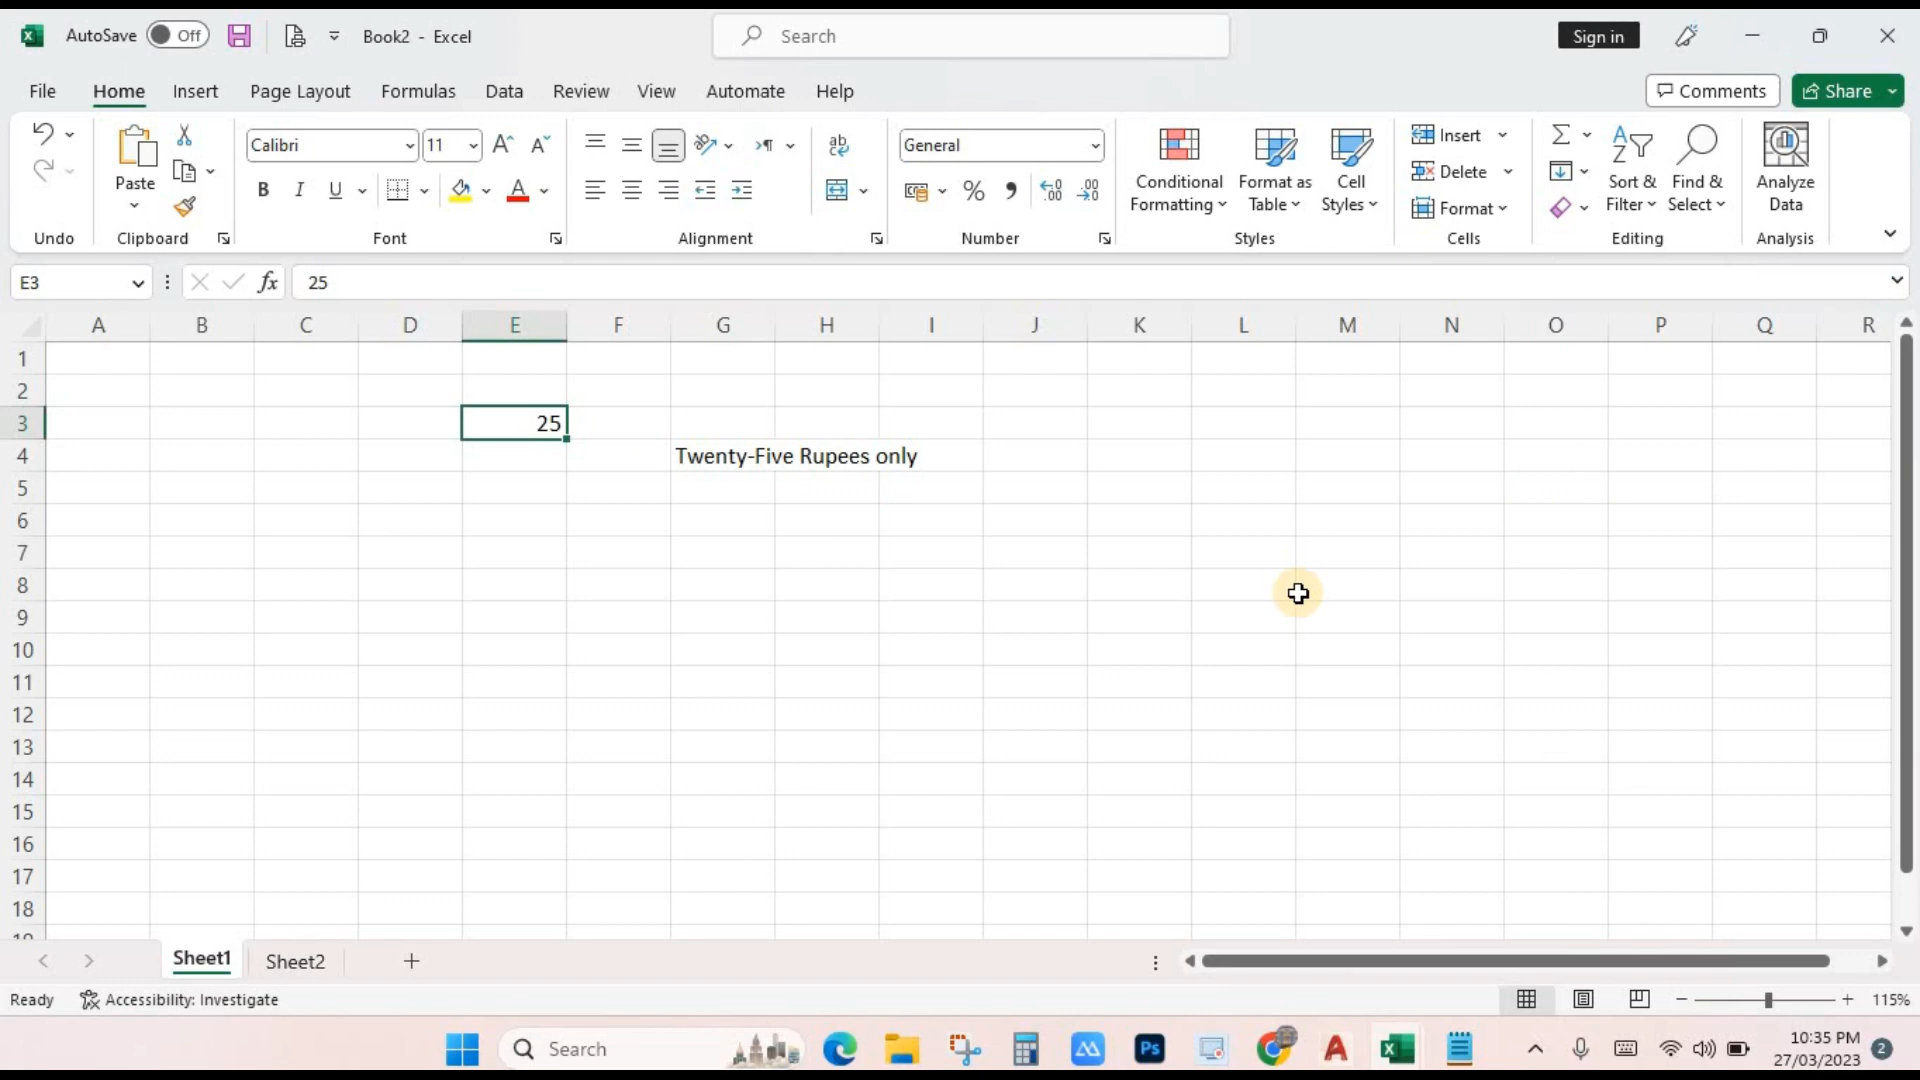 AutoSave Off Book2 - Excel Search Sign in
File Home Insert Page Layout Formulas Data Review View Automate Help Comments Share
Calibri 11 General Insert
Paste Conditional Formatting Format as Table Cell Styles Delete Sort & Filter Find & Select Analyze Data
Format
Undo Clipboard Font Alignment Number Styles Cells Editing Analysis
E3 fx 25
A B C D E F G H I J K L M N O P Q R
1
2
3 25
4 Twenty-Five Rupees only
5
6
7
8
9
10
11
12
13
14
15
16
17
18
Sheet1 Sheet2
Ready Accessibility: Investigate 115%
Search Ps 10:35 PM
27/03/2023 2